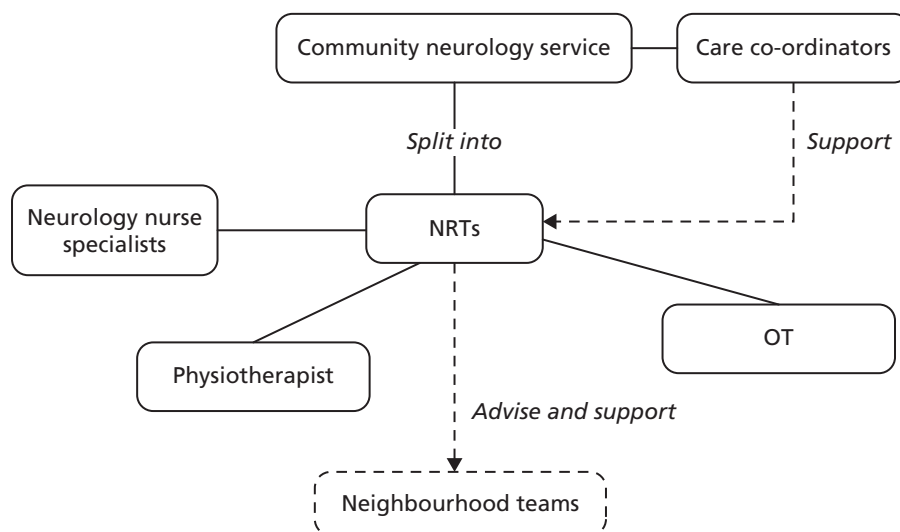 Community neurology service
Care co-ordinators
Split into
Support
Neurology nurse
specialists
NRTs
OT
Physiotherapist
Advise and support
Neighbourhood teams